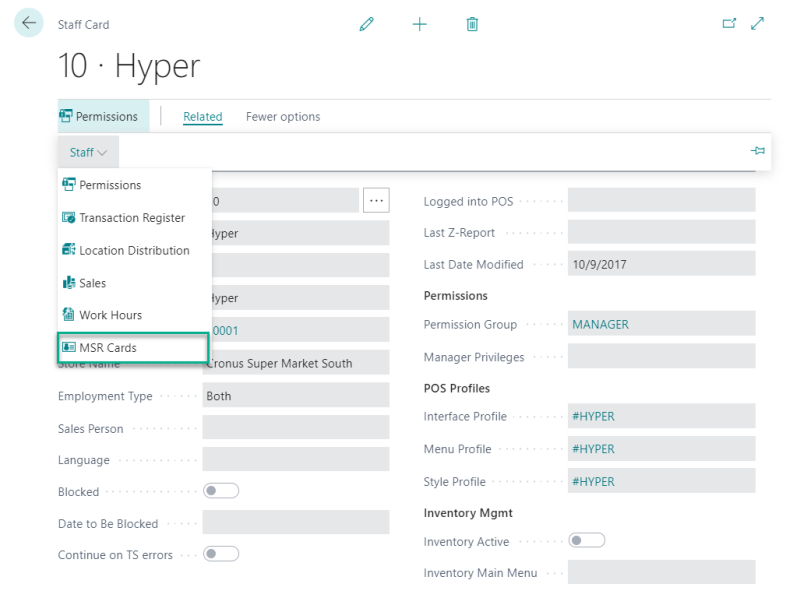 Staff Card
10 · Hyper
Permissions Related Fewer options
Staff
Permissions
Transaction Register
Location Distribution
Sales
Work Hours
MSR Cards
0 ...
Hyper
Hyper
0001
Store Name Cronus Super Market South
Employment Type Both
Sales Person
Language
Blocked
Date to Be Blocked
Continue on TS errors
Logged into POS
Last Z-Report
Last Date Modified 10/9/2017
Permissions
Permission Group MANAGER
Manager Privileges
POS Profiles
Interface Profile #HYPER
Menu Profile #HYPER
Style Profile #HYPER
Inventory Mgmt
Inventory Active
Inventory Main Menu